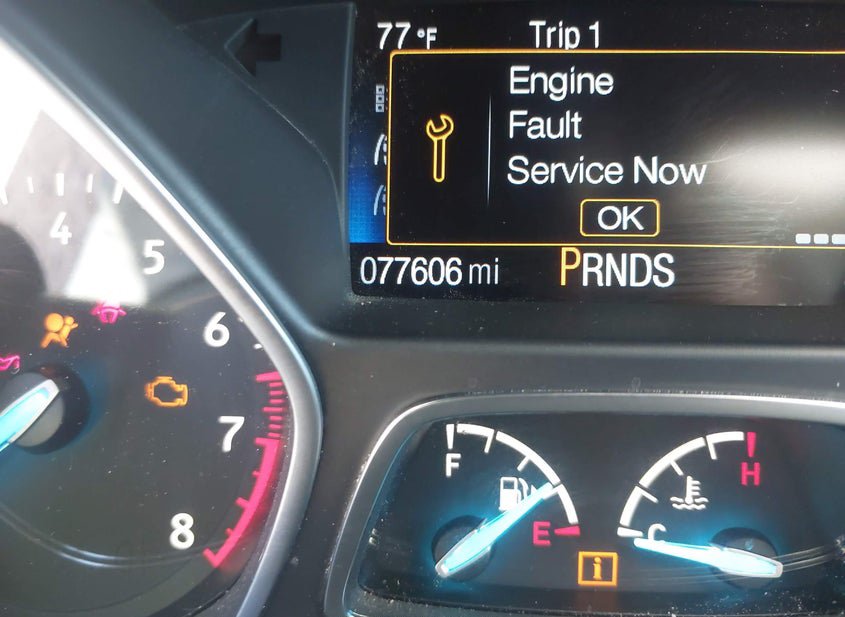 77 °F Trip 1
Engine
Fault
Service Now
OK
077606 mi PRNDS
4
5
6
7
8
F
E
C
H
i